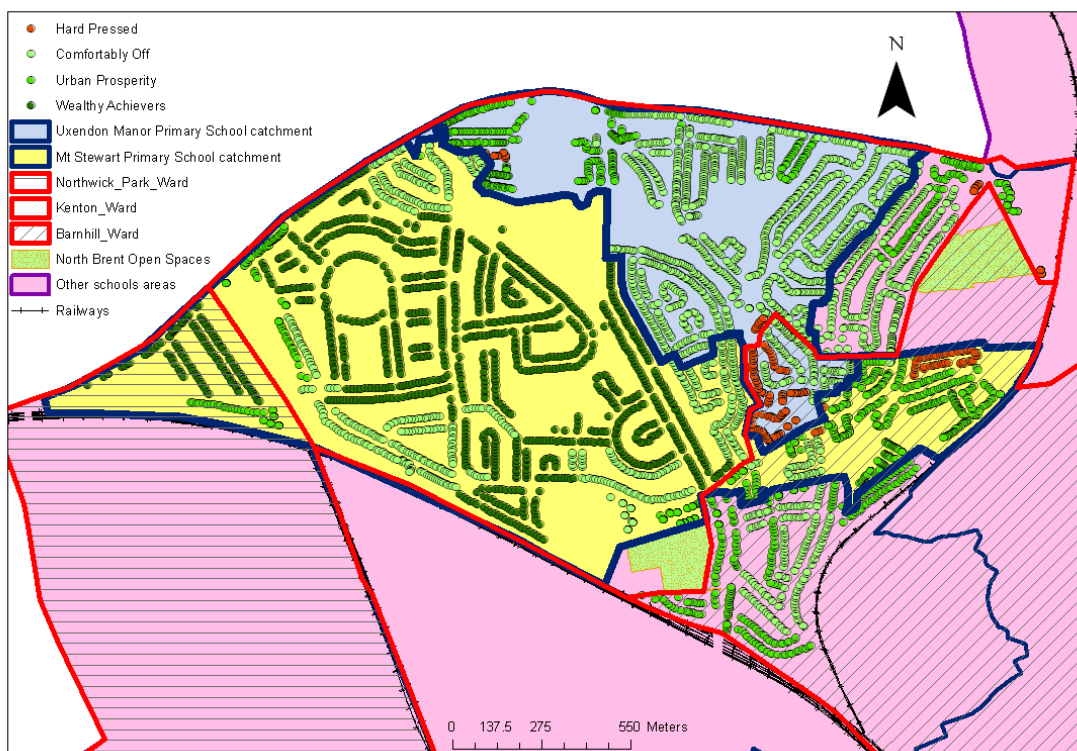 Hard Pressed
Comfortably Off
Urban Prosperity
Wealthy Achievers
Uxendon Manor Primary School catchment
Mt Stewart Primary School catchment
Northwick_Park_Ward
Kenton_Ward
Barnhill_Ward
North Brent Open Spaces
Other schools areas
Railways
N
0 137.5 275 550 Meters